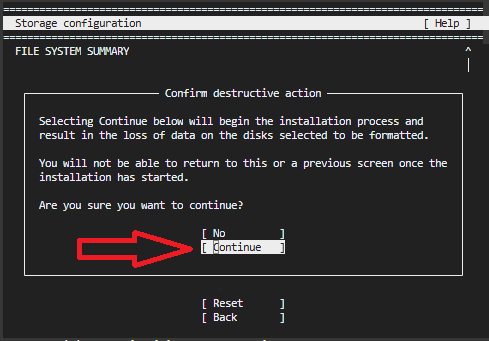 Storage configuration [ Help ]
FILE SYSTEM SUMMARY ^
Confirm destructive action
Selecting Continue below will begin the installation process and
result in the loss of data on the disks selected to be formatted.
You will not be able to return to this or a previous screen once the
installation has started.
Are you sure you want to continue?
[ No ]
[ Continue ]
[ Reset ]
[ Back ]